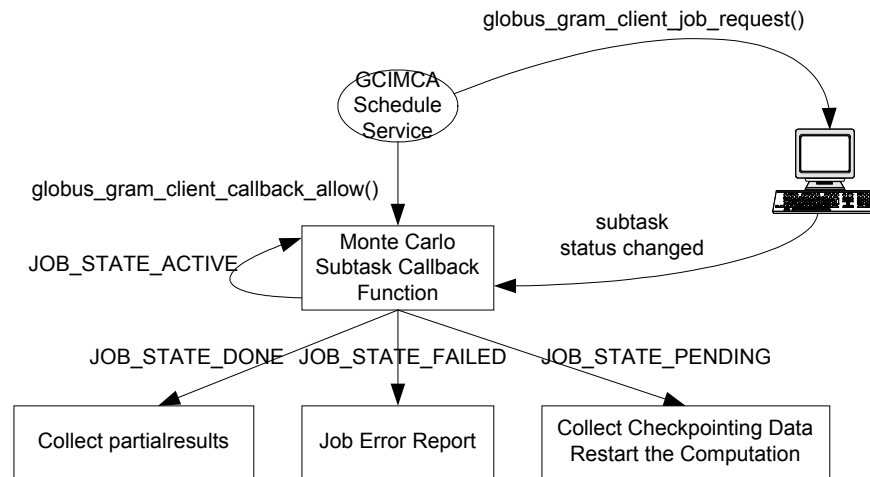 globus_gram_client_job_request()
GCIMCA
Schedule
Service
globus_gram_client_callback_allow()
subtask
status changed
Monte Carlo
Subtask Callback
Function
JOB_STATE_ACTIVE
JOB_STATE_DONE
JOB_STATE_FAILED
JOB_STATE_PENDING
Collect partialresults
Job Error Report
Collect Checkpointing Data
Restart the Computation